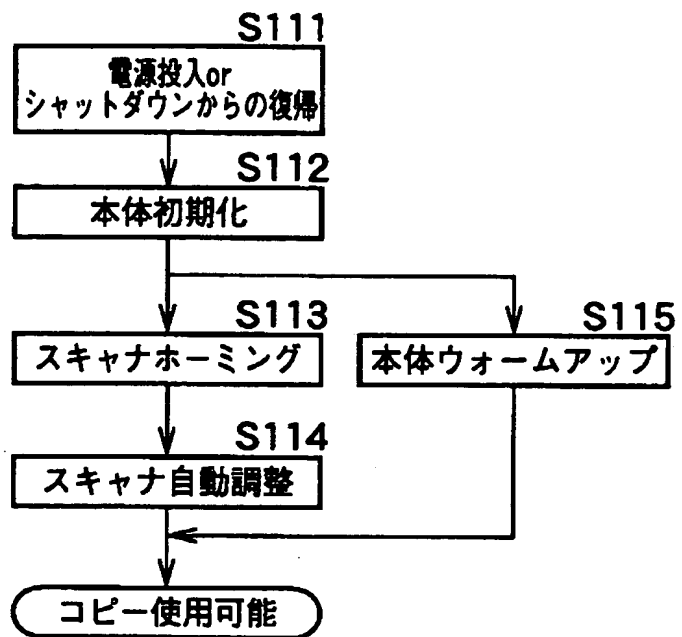 S111
電源投入or
シャットダウンからの復帰
S112
本体初期化
S113
スキャナホーミング
S115
本体ウォームアップ
S114
スキャナ自動調整
コピー使用可能